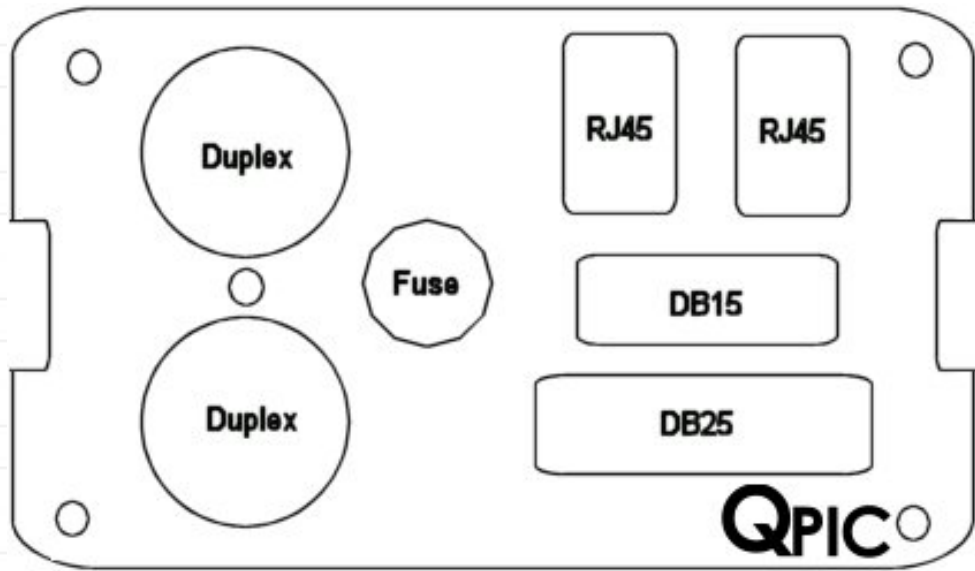 RJ45
RJ45
Duplex
Fuse
DB15
Duplex
DB25
QPIC